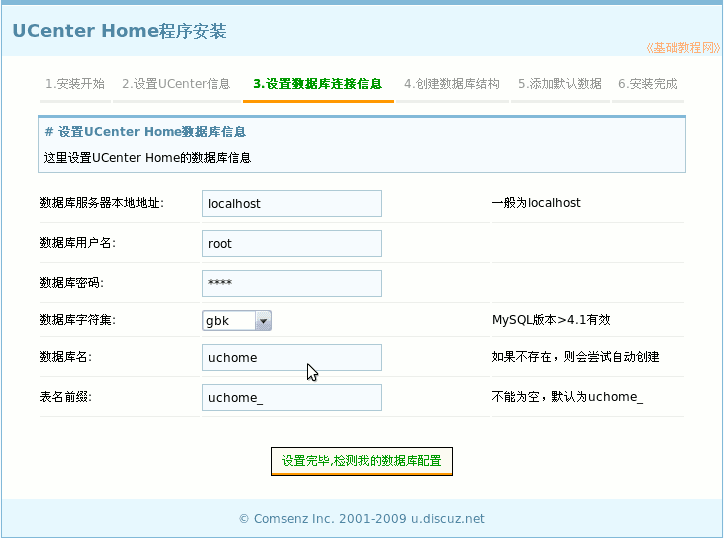 UCenter Home程序安装
《基础教程网》
1.安装开始 2.设置UCenter信息 3.设置数据库连接信息 4.创建数据库结构 5.添加默认数据 6.安装完成
# 设置UCenter Home数据库信息
这里设置UCenter Home的数据库信息
数据库服务器本地地址: localhost 一般为localhost
数据库用户名: root
数据库密码: ****
数据库字符集: gbk MySQL版本>4.1有效
数据库名: uchome 如果不存在，则会尝试自动创建
表名前缀: uchome_ 不能为空，默认为uchome_
设置完毕,检测我的数据库配置
© Comsenz Inc. 2001-2009 u.discuz.net